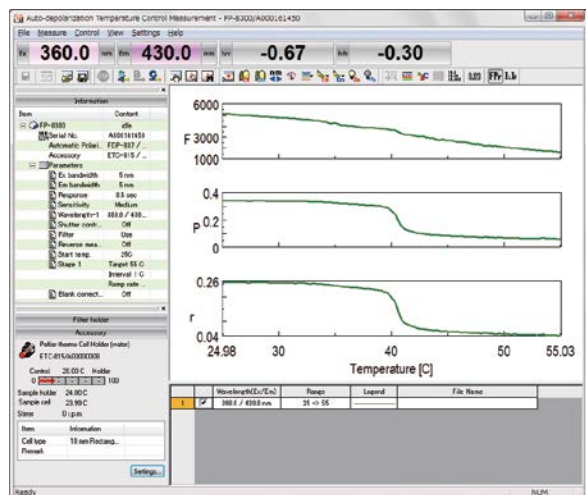 Auto-depolarization Temperature Control Measurement - FP-8300/A000161450
File Measure Control View Settings Help
Ex 360.0 nm Em 430.0 nm -0.67 -0.30
Information
Item Content
FP-8300 idle
Serial No. A000161450
Automatic Polari... FDP-837 / ...
Accessory ETC-815 / ...
Parameters
Ex bandwidth 5 nm
Em bandwidth 5 nm
Response 0.5 sec
Sensitivity Medium
Wavelength-1 360.0 / 430...
Shutter contr... Off
Filter Use
Reverse mea... Off
Start temp. 25C
Stage 1 Target 55 C
Interval 1 C
Ramp rate ...
Blank correct... Off
Filter holder
Accessory
Peltier thermo Cell Holder (water)
Control: 20.00 C Holder
0 100
Sample holder 24.90 C
Sample cell 23.99 C
Stirrer 0 r.p.m
Item Information
Cell type 10 mm Rectang...
Remark
Settings...
6000
F 3000
1000
0.4
P 0.2
0
0.26
r
0.04
24.98 30 40 50 55.03
Temperature [C]
Wavelength(Ex/Em) Range Legend File Name
1 360.0 / 430.0 nm 25 => 55
Ready NUM